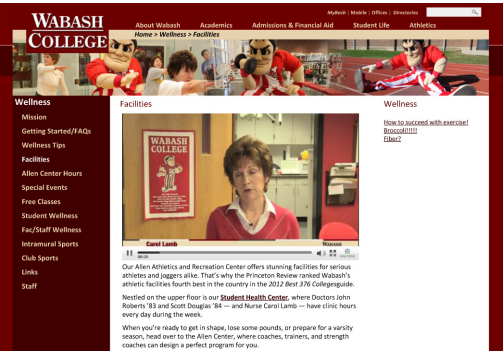 WABASH
COLLEGE
MyBash | Mobile | Offices | Directories
About Wabash Academics Admissions & Financial Aid Student Life Athletics
Home > Wellness > Facilities
Wellness
Mission
Getting Started/FAQs
Wellness Tips
Facilities
Allen Center Hours
Special Events
Free Classes
Student Wellness
Fac/Staff Wellness
Intramural Sports
Club Sports
Links
Staff
Facilities
WABASH
COLLEGE
Carol Lamb WABASH
00:23
Our Allen Athletics and Recreation Center offers stunning facilities for serious
athletes and joggers alike. That's why the Princeton Review ranked Wabash's
athletic facilities fourth best in the country in the 2012 Best 376 Collegesguide.
Nestled on the upper floor is our Student Health Center, where Doctors John
Roberts '83 and Scott Douglas '84 — and Nurse Carol Lamb — have clinic hours
every day during the week.
When you're ready to get in shape, lose some pounds, or prepare for a varsity
season, head over to the Allen Center, where coaches, trainers, and strength
coaches can design a perfect program for you.
Wellness
How to succeed with exercise!
Broccoli!!!!!
Fiber?